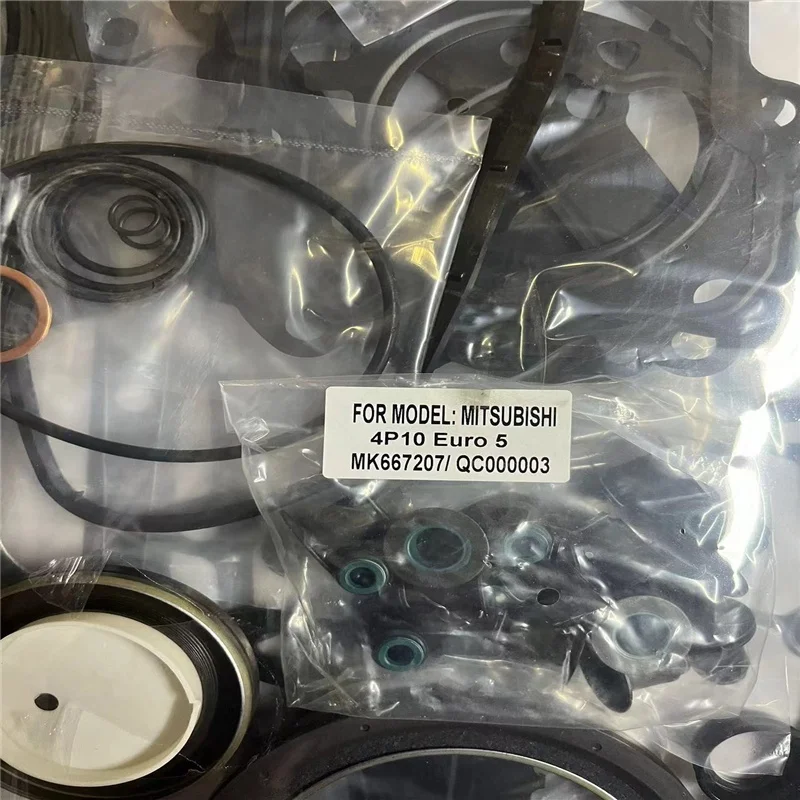 FOR MODEL: MITSUBISHI
4P10 Euro 5
MK667207/ QC000003